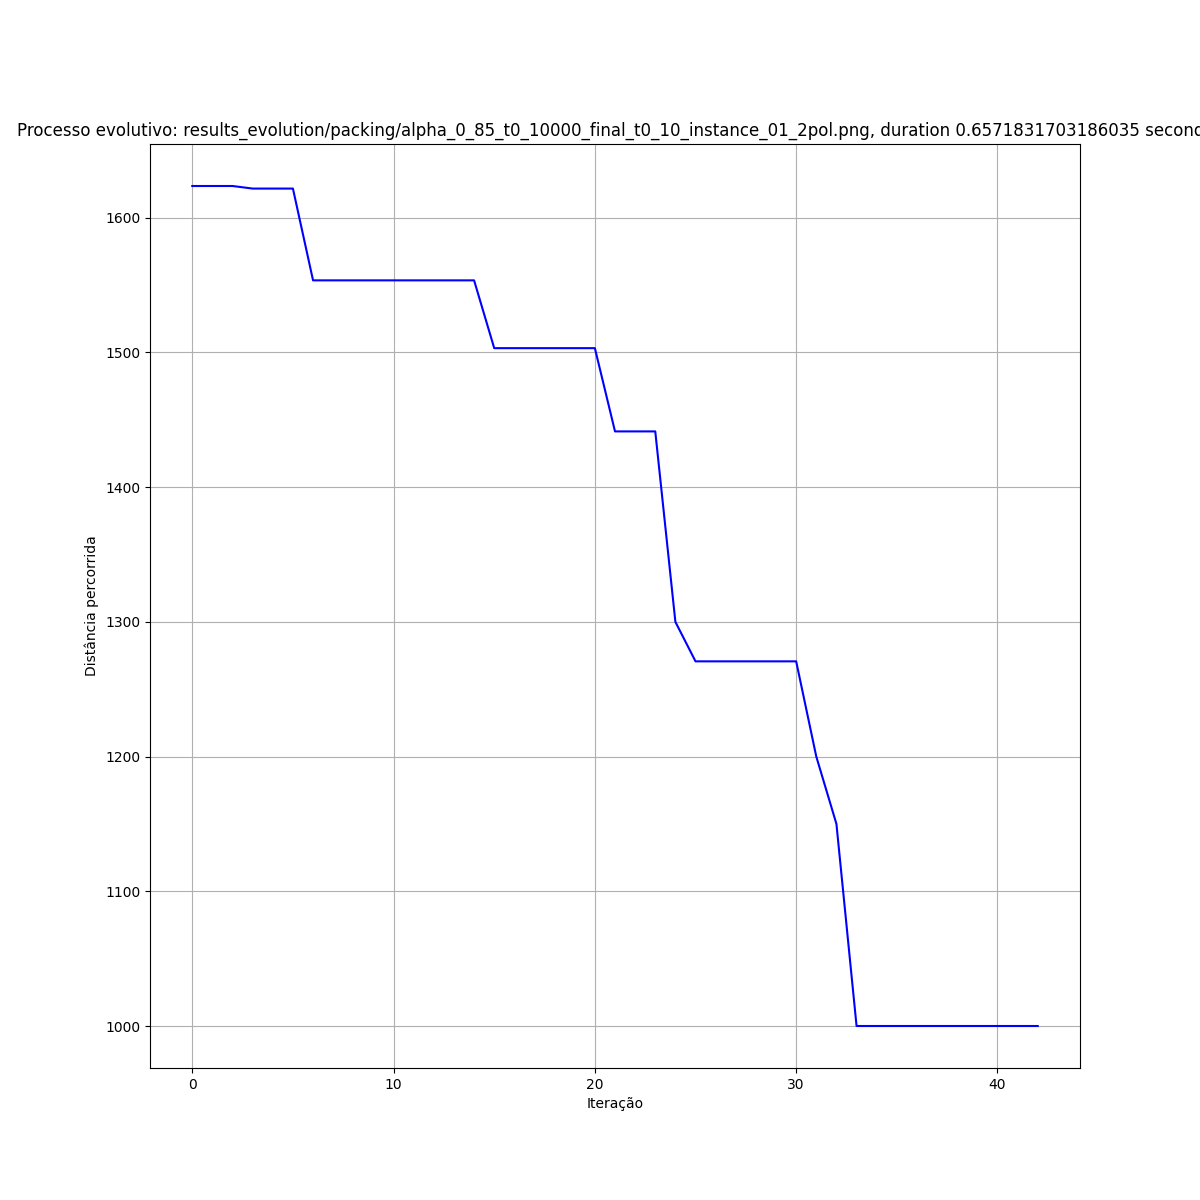 Processo evolutivo: results_evolution/packing/alpha_0_85_t0_10000_final_t0_10_instance_01_2pol.png, duration 0.6571831703186035 secon
1600
1500
1400
1300
1200
1100
1000
Distância percorrida
0 10 20 30 40
Iteração